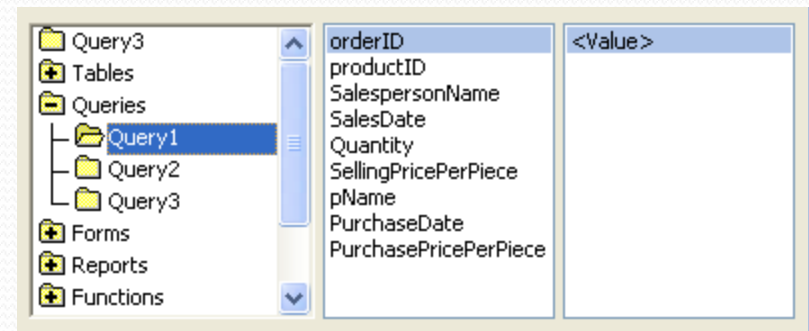 Query3
Tables
Queries
Query1
Query2
Query3
Forms
Reports
Functions
orderID
productID
SalespersonName
SalesDate
Quantity
SellingPricePerPiece
pName
PurchaseDate
PurchasePricePerPiece
<Value>